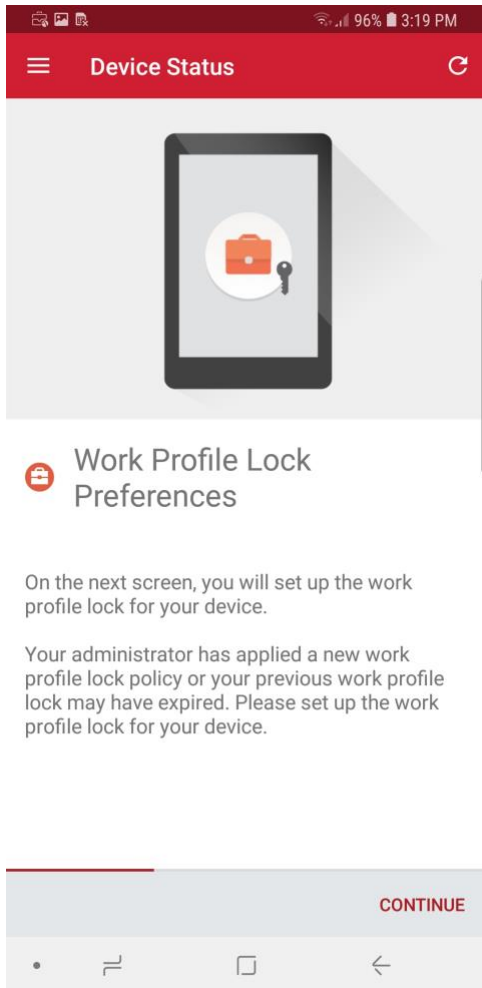 96% 3:19 PM
Device Status
Work Profile Lock
Preferences
On the next screen, you will set up the work
profile lock for your device.
Your administrator has applied a new work
profile lock policy or your previous work profile
lock may have expired. Please set up the work
profile lock for your device.
CONTINUE